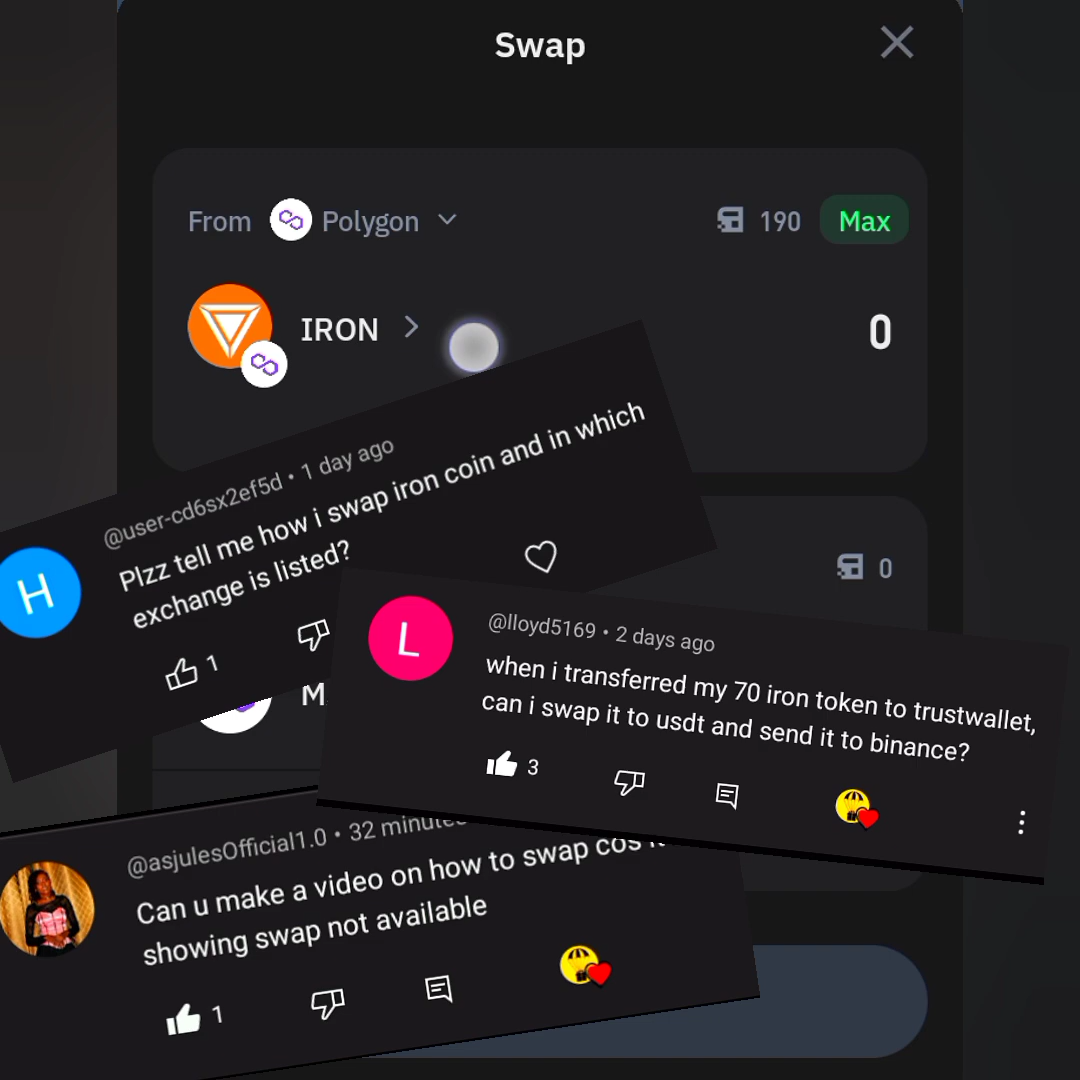 Swap
From Polygon 190 Max
IRON 0
@user-cd6sx2ef5d • 1 day ago
Plzz tell me how i swap iron coin and in which
exchange is listed?
1
H
0
M
@lloyd5169 • 2 days ago
L
when i transferred my 70 iron token to trustwallet,
can i swap it to usdt and send it to binance?
3
@asjulesOfficial1.0 • 32
Can u make a video on how to swap cos
showing swap not available
1